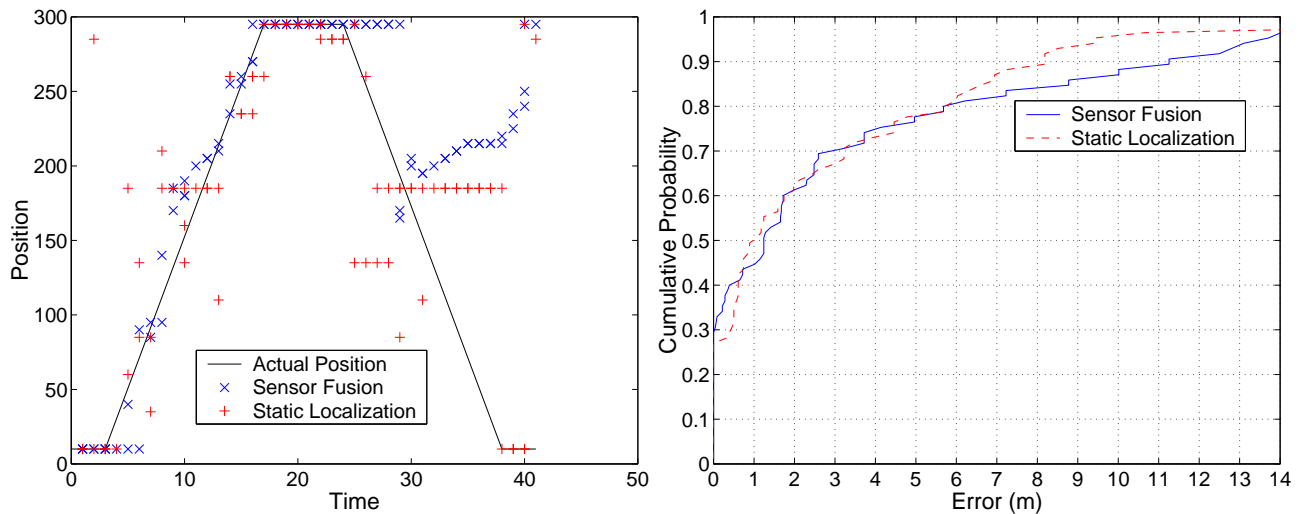 300
250
200
150
100
50
0
Position
Actual Position
Sensor Fusion
Static Localization
0 10 20 30 40 50
Time
1
0.9
0.8
0.7
0.6
0.5
0.4
0.3
0.2
0.1
0
Cumulative Probability
Sensor Fusion
Static Localization
0 1 2 3 4 5 6 7 8 9 10 11 12 13 14
Error (m)